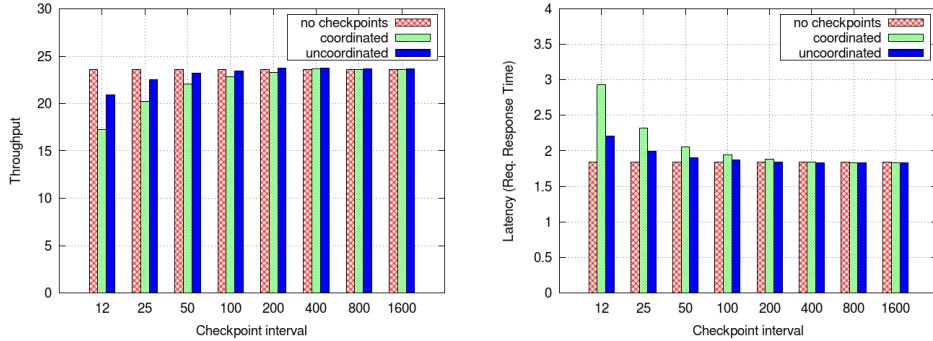 30
25
20
15
10
5
0
Throughput
no checkpoints
coordinated
uncoordinated
12 25 50 100 200 400 800 1600
Checkpoint interval
4
3.5
3
2.5
2
1.5
1
0.5
0
Latency (Req. Response Time)
no checkpoints
coordinated
uncoordinated
12 25 50 100 200 400 800 1600
Checkpoint interval